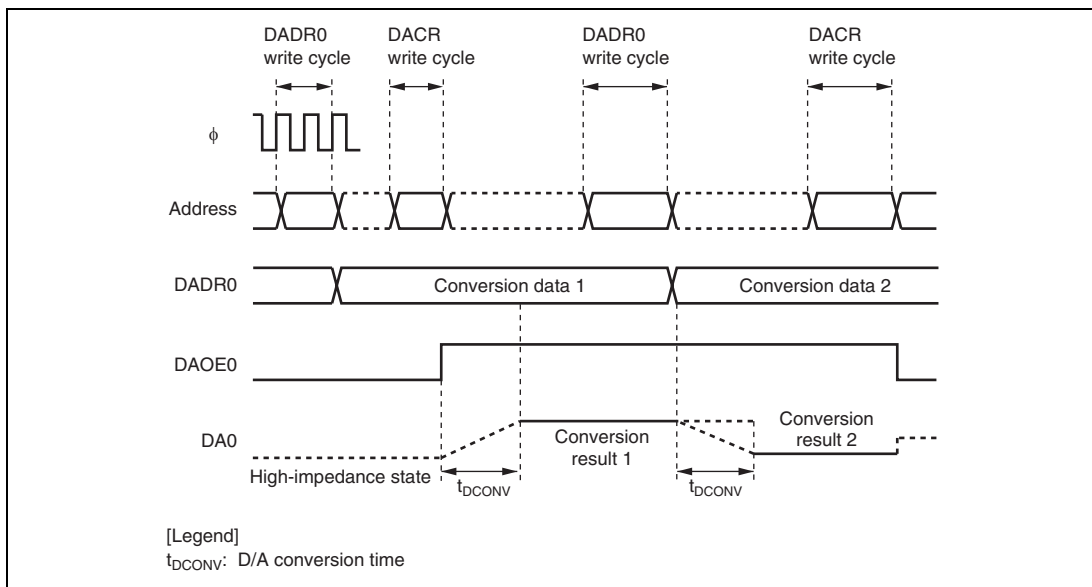 DADR0
write cycle
DACR
write cycle
DADR0
write cycle
DACR
write cycle
ϕ
Address
DADR0
Conversion data 1
Conversion data 2
DAOE0
DA0
Conversion
result 1
Conversion
result 2
High-impedance state
tDCONV
tDCONV
[Legend]
tDCONV: D/A conversion time